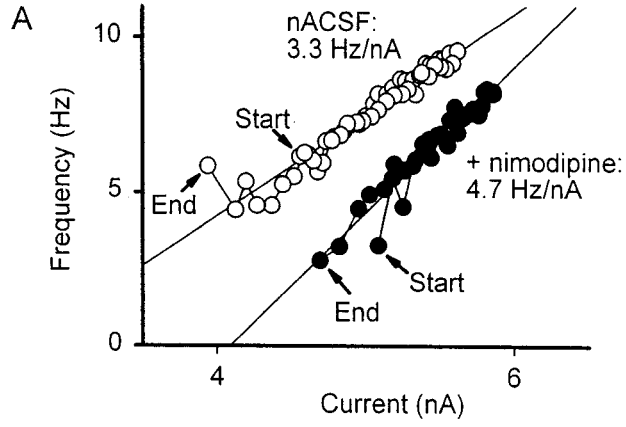 A
nACSF:
3.3 Hz/nA
10
Start
End
5
+ nimodipine:
4.7 Hz/nA
Start
End
0
4
6
Frequency (Hz)
Current (nA)